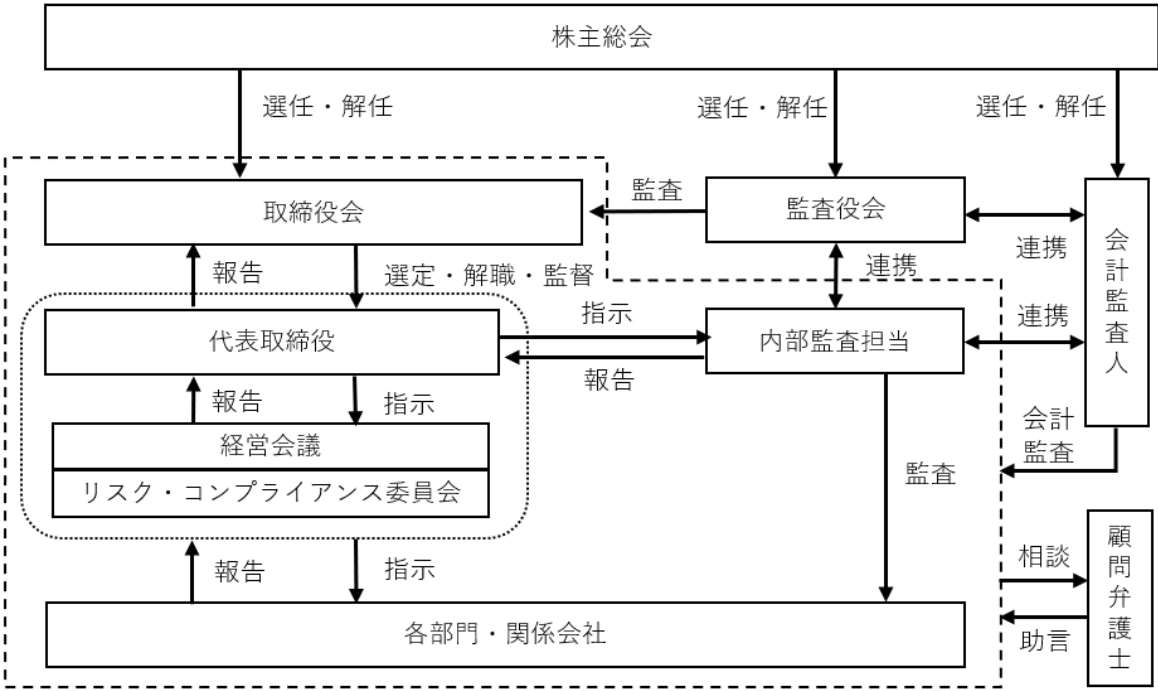 株主総会
選任・解任
選任・解任
選任・解任
取締役会
監査
監査役会
連携
会計監査人
報告
選定・解職・監督
連携
代表取締役
指示
報告
内部監査担当
連携
報告
指示
会計
監査
経営会議
リスク・コンプライアンス委員会
監査
報告
指示
相談
助言
顧問弁護士
各部門・関係会社